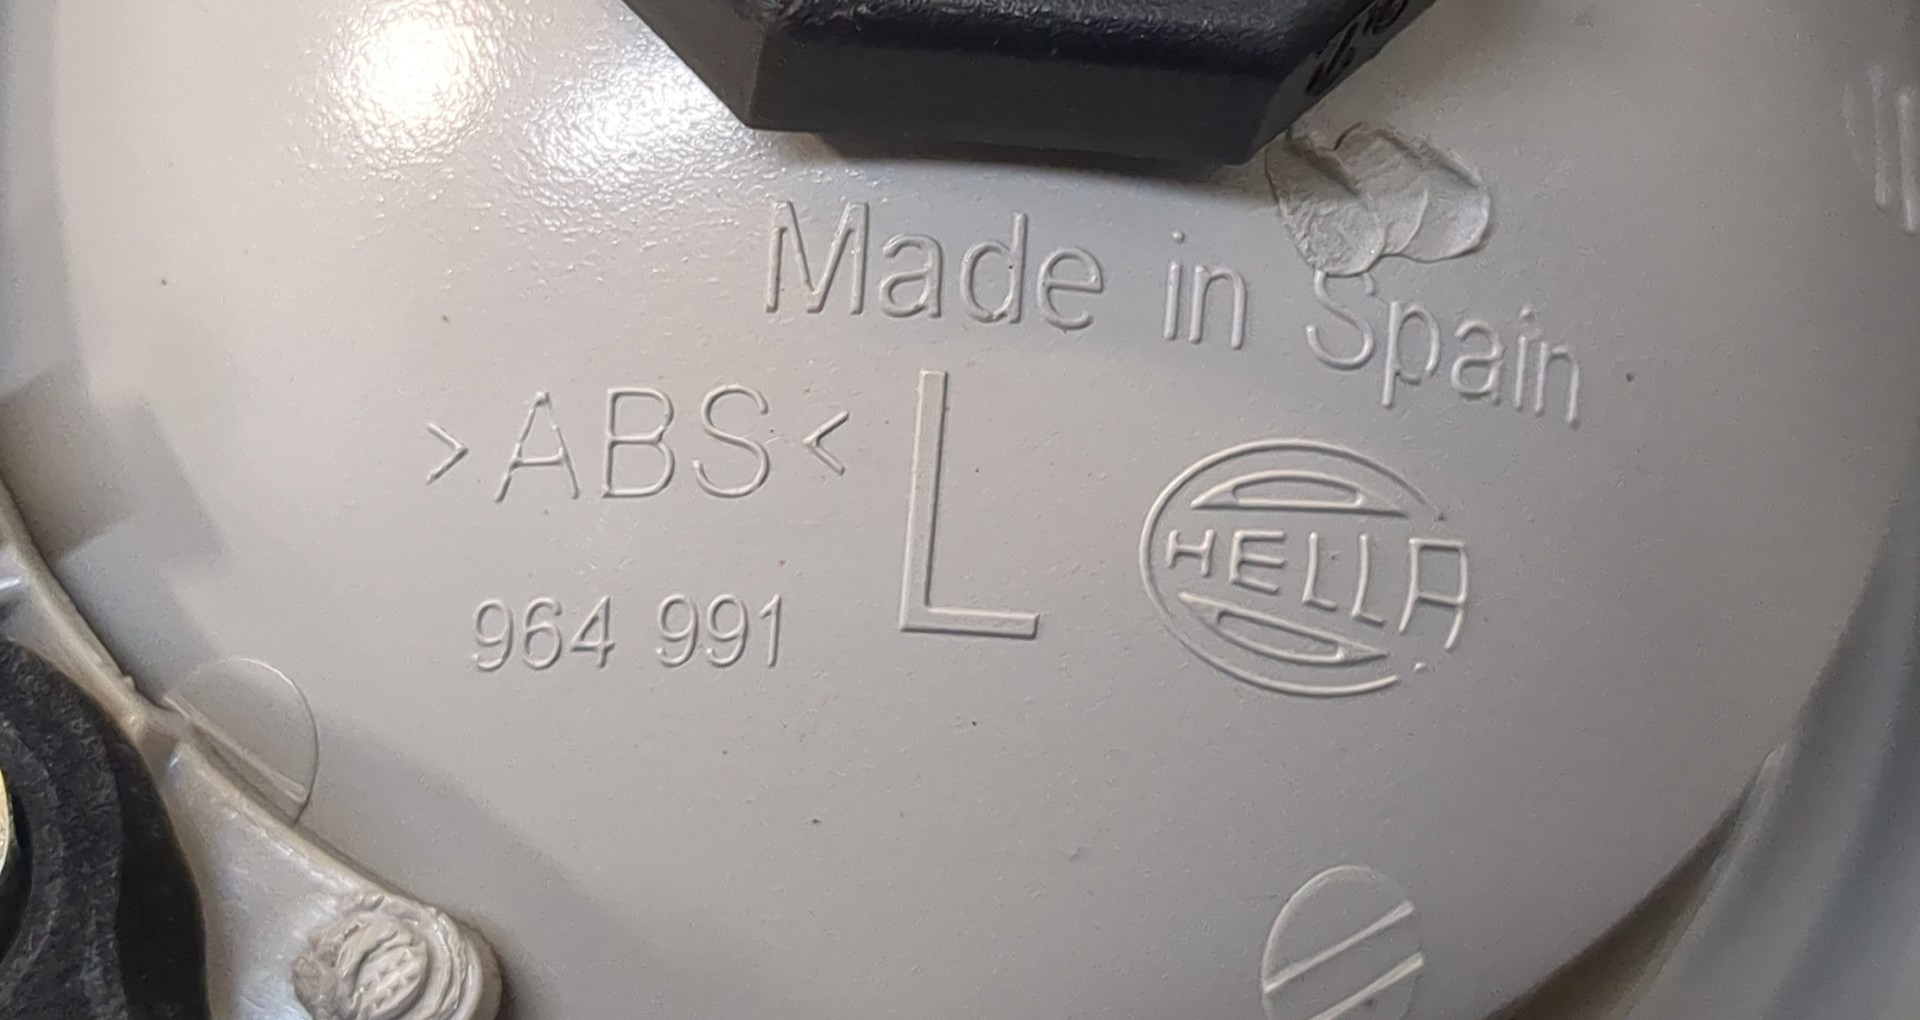 Made in Spain
>ABS< L
HELLA
964 991